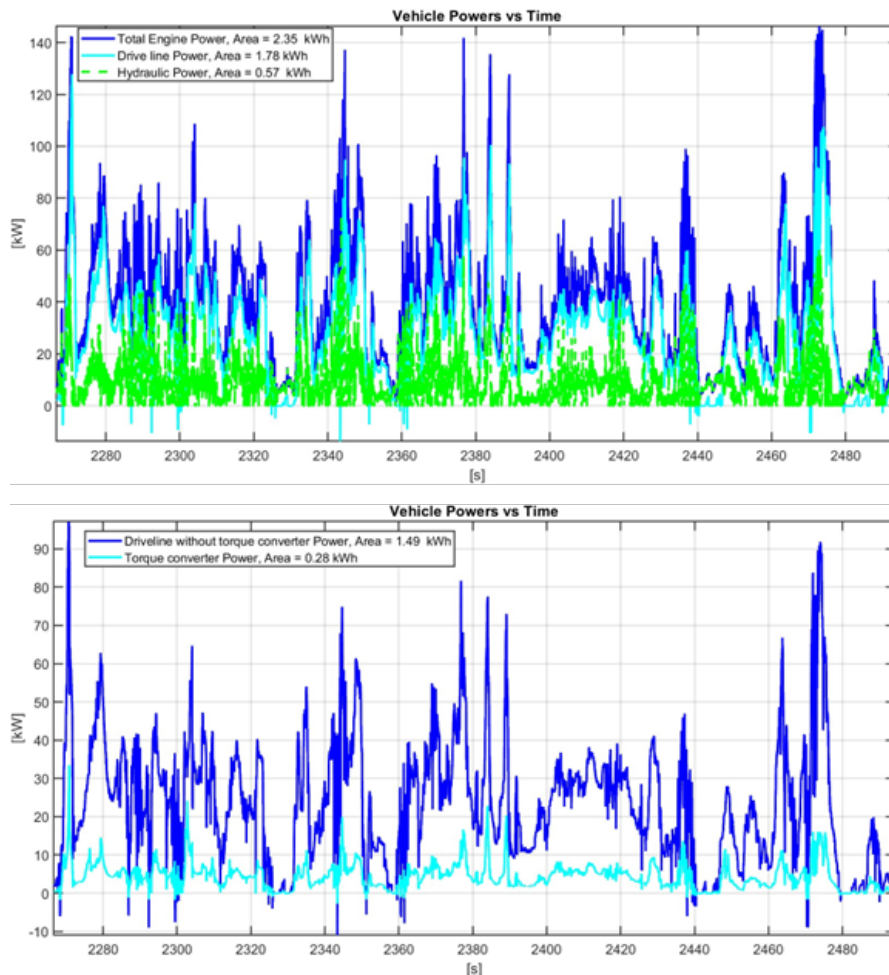 Vehicle Powers vs Time
Total Engine Power, Area = 2.35 kWh
Drive line Power, Area = 1.78 kWh
Hydraulic Power, Area = 0.57 kWh
[kW]
140
120
100
80
60
40
20
0
2280 2300 2320 2340 2360 2380 2400 2420 2440 2460 2480
[s]
Vehicle Powers vs Time
Driveline without torque converter Power, Area = 1.49 kWh
Torque converter Power, Area = 0.28 kWh
[kW]
90
80
70
60
50
40
30
20
10
0
-10
2280 2300 2320 2340 2360 2380 2400 2420 2440 2460 2480
[s]